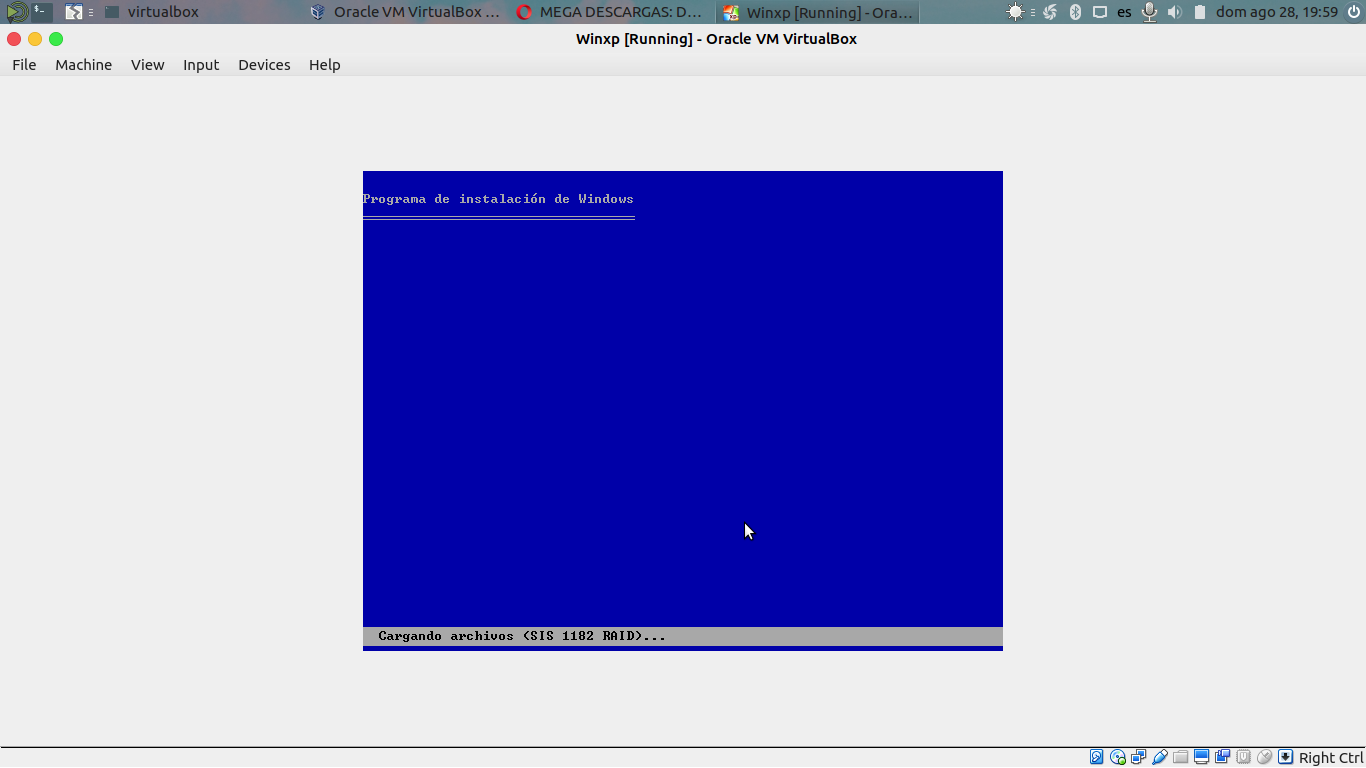 virtualbox
Oracle VM VirtualBox ...
MEGA DESCARGAS: D...
Winxp [Running] - Ora...
es
dom ago 28, 19:59
Winxp [Running] - Oracle VM VirtualBox
File Machine View Input Devices Help
Programa de instalación de Windows
Cargando archivos (SIS 1182 RAID)...
Right Ctrl